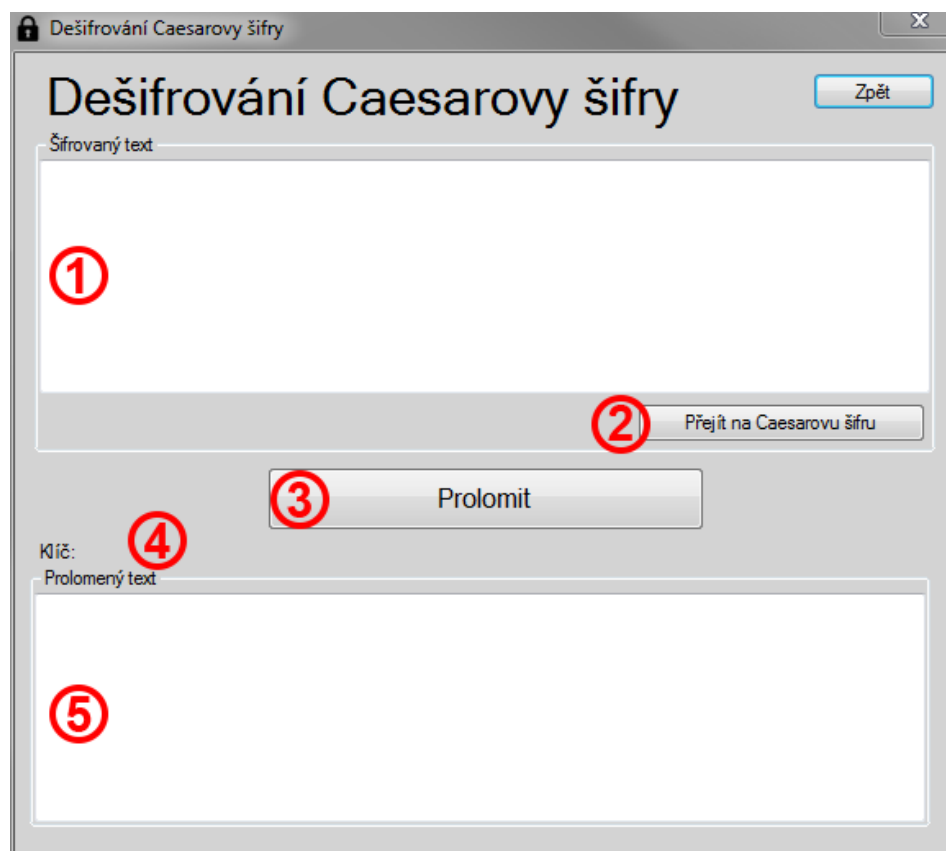 Dešifrování Caesarovy šifry
X
Dešifrování Caesarovy šifry
Zpět
Šifrovaný text
1
2 Přejít na Caesarovu šifru
3 Prolomit
4
Klíč:
Prolomený text
5